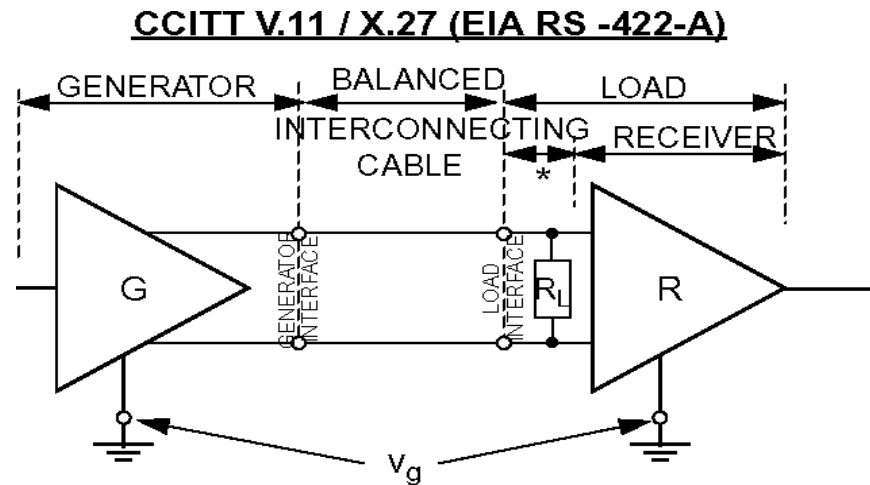 CCITT V.11 / X.27 (EIA RS -422-A)
GENERATOR
BALANCED
INTERCONNECTING
CABLE
LOAD
RECEIVER
*
G
GENERATOR
INTERFACE
LOAD
INTERFACE
RL
R
Vg